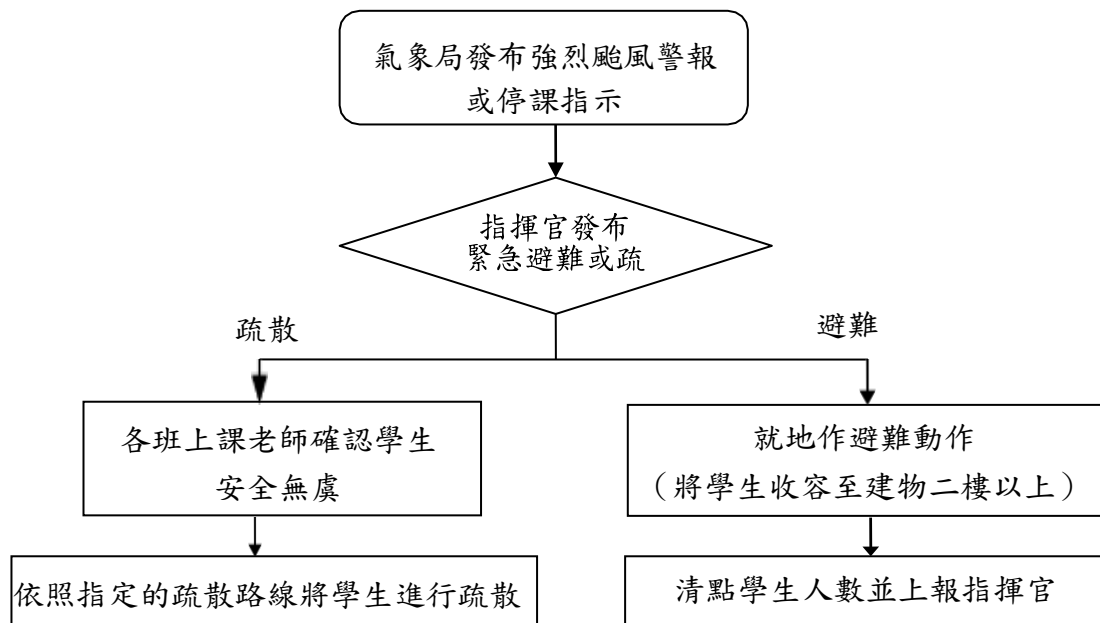 氣象局發布強烈颱風警報
或停課指示
指揮官發布
緊急避難或疏
疏散
避難
各班上課老師確認學生
安全無虞
就地作避難動作
（將學生收容至建物二樓以上）
依照指定的疏散路線將學生進行疏散
清點學生人數並上報指揮官